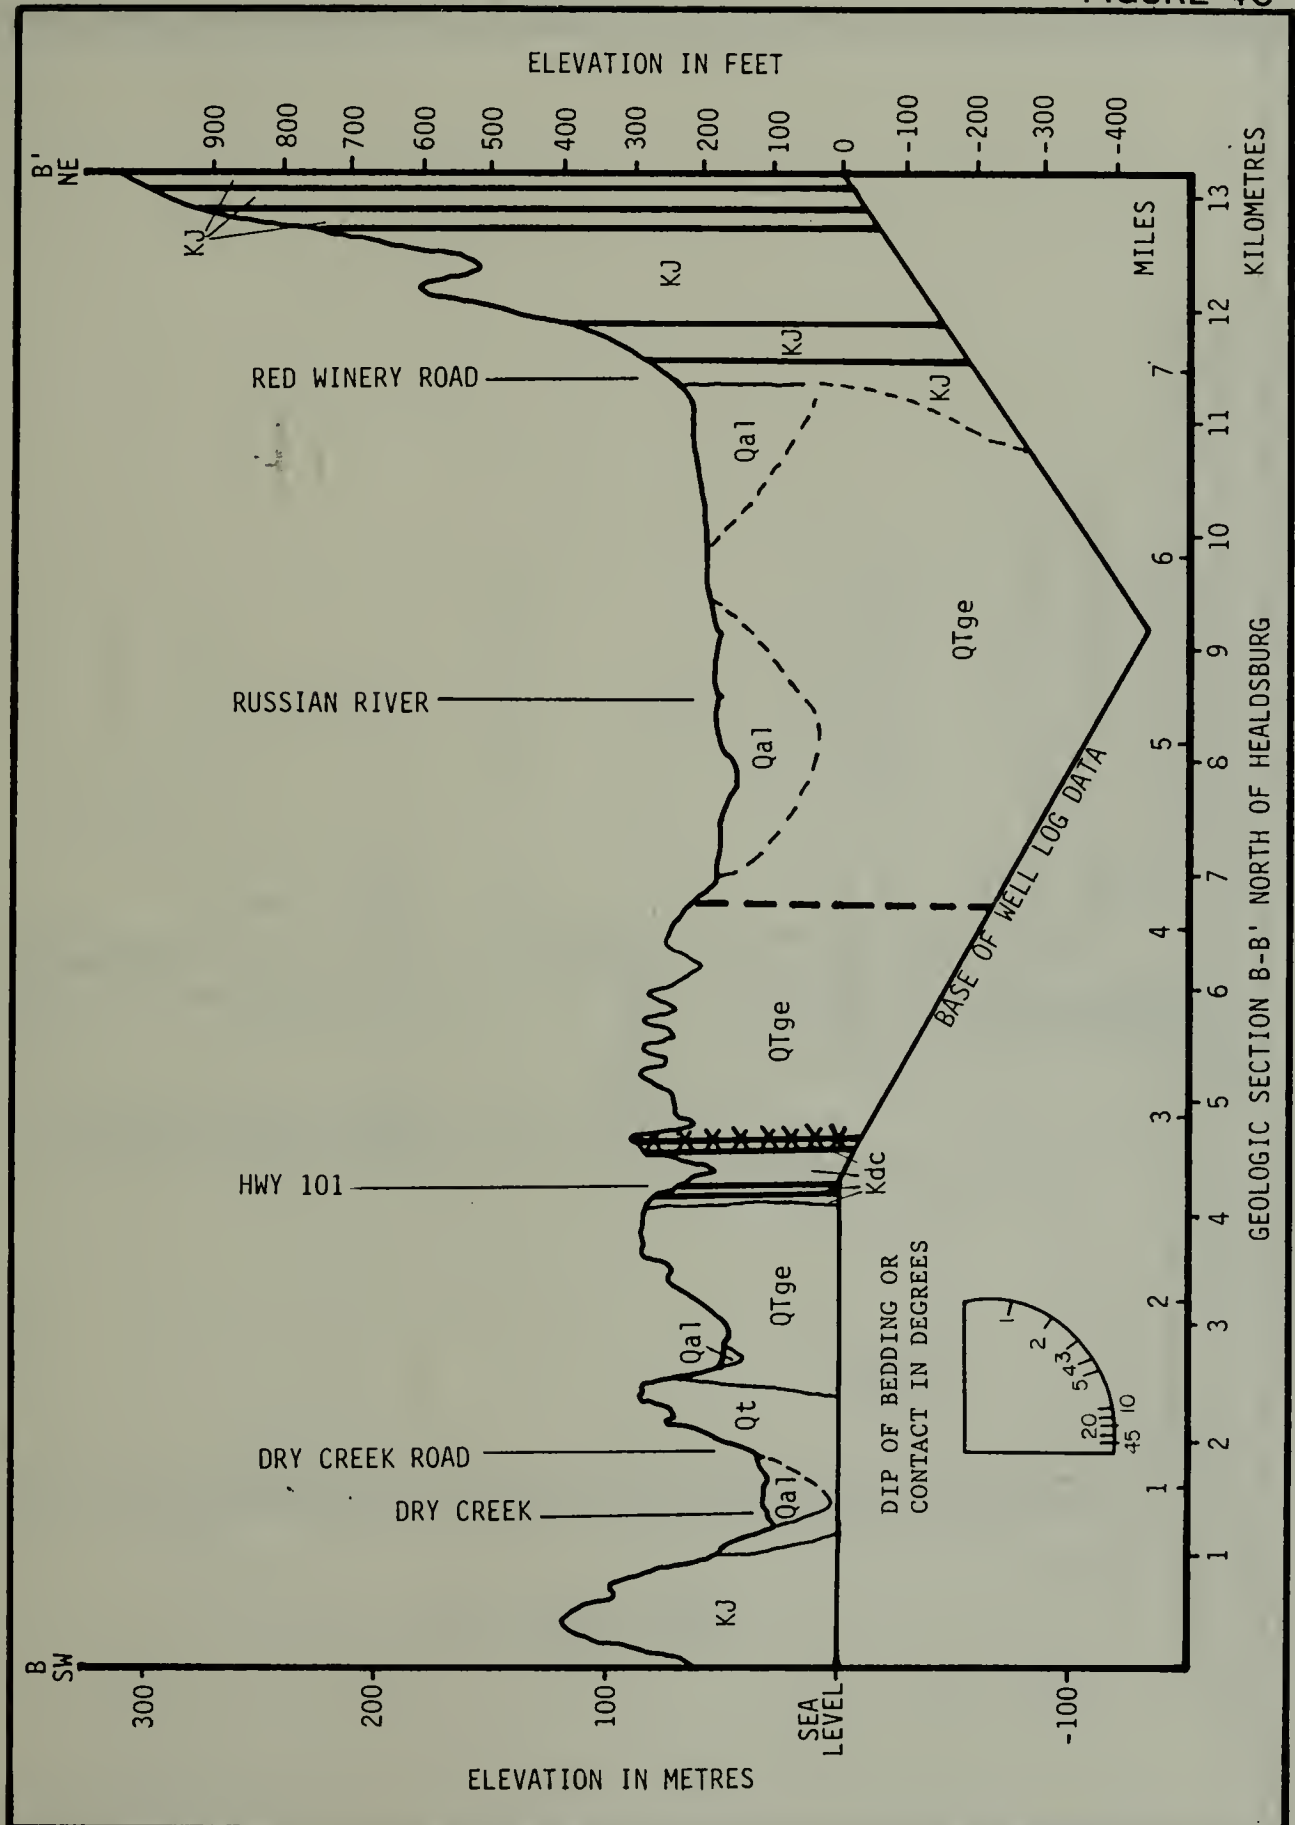 B
SW
B'
NE
ELEVATION IN METRES
300
200
100
SEA
LEVEL
-100
ELEVATION IN FEET
900
800
700
600
500
400
300
200
100
0
-100
-200
-300
-400
DRY CREEK
DRY CREEK ROAD
HWY 101
RUSSIAN RIVER
RED WINERY ROAD
KJ
Qal
Qt
Qal
QTge
Kdc
QTge
Qal
QTge
Qal
KJ
KJ
KJ
KJ
BASE OF WELL LOG DATA
DIP OF BEDDING OR
CONTACT IN DEGREES
1
2
3
4
5
10
20
45
1 2 3 4 5 6 7 MILES
1 2 3 4 5 6 7 8 9 10 11 12 13 KILOMETRES
GEOLOGIC SECTION B-B' NORTH OF HEALDSBURG